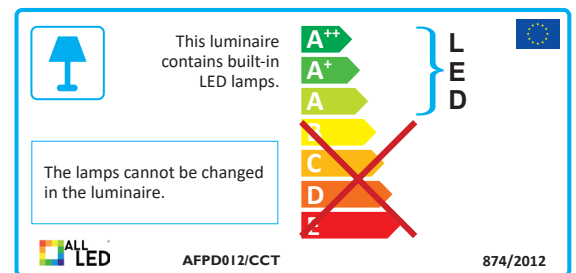 This luminaire
contains built-in
LED lamps.
A++
A+
A
B
C
D
E
L
E
D
The lamps cannot be changed
in the luminaire.
ALL
LED
AFPD012/CCT
874/2012